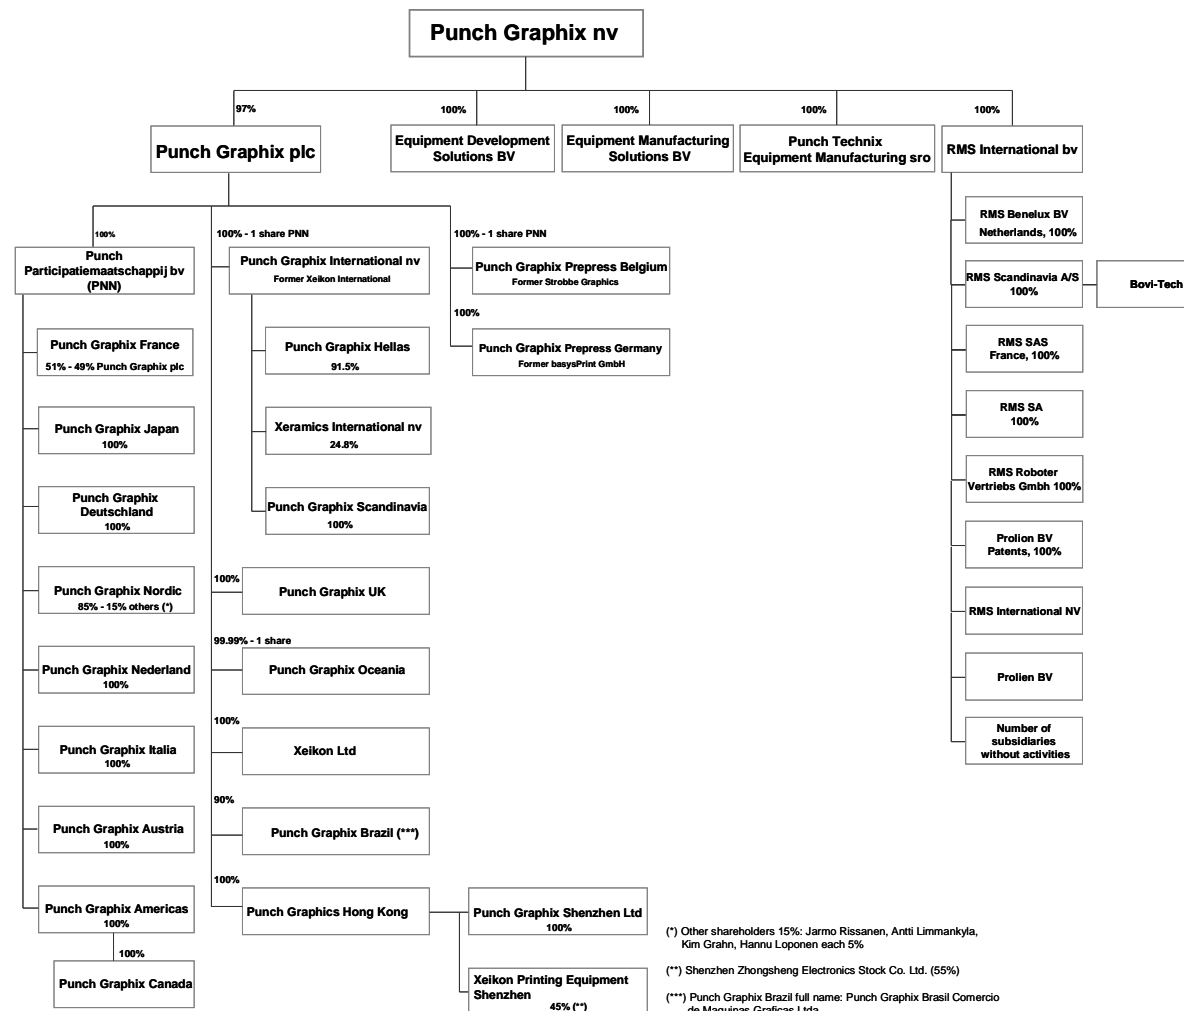 Punch Graphix nv
97%
100%
100%
100%
100%
Punch Graphix plc
Equipment Development
Solutions BV
Equipment Manufacturing
Solutions BV
Punch Technix
Equipment Manufacturing sro
RMS International bv
100%
Punch
Participatiemaatschappij bv
(PNN)
Punch Graphix France
51% - 49% Punch Graphix plc
Punch Graphix Japan
100%
Punch Graphix
Deutschland
100%
Punch Graphix Nordic
85% - 15% others (*)
Punch Graphix Nederland
100%
Punch Graphix Italia
100%
Punch Graphix Austria
100%
Punch Graphix Americas
100%
100%
Punch Graphix Canada
100% - 1 share PNN
Punch Graphix International nv
Former Xeikon International
Punch Graphix Hellas
91.5%
Xeramics International nv
24.8%
Punch Graphix Scandinavia
100%
100%
Punch Graphix UK
99.99% - 1 share
Punch Graphix Oceania
100%
Xeikon Ltd
90%
Punch Graphix Brazil (***)
100%
Punch Graphics Hong Kong
Punch Graphix Shenzhen Ltd
100%
Xeikon Printing Equipment
Shenzhen
45% (**)
100% - 1 share PNN
Punch Graphix Prepress Belgium
Former Strobbe Graphics
100%
Punch Graphix Prepress Germany
Former basysPrint GmbH
RMS Benelux BV
Netherlands, 100%
RMS Scandinavia A/S
100%
Bovi-Tech
RMS SAS
France, 100%
RMS SA
100%
RMS Roboter
Vertriebs Gmbh 100%
Prolion BV
Patents, 100%
RMS International NV
Prolien BV
Number of
subsidiaries
without activities
(*) Other shareholders 15%: Jarmo Rissanen, Antti Limmankyla,
Kim Grahn, Hannu Loponen each 5%
(**) Shenzhen Zhongsheng Electronics Stock Co. Ltd. (55%)
(***) Punch Graphix Brazil full name: Punch Graphix Brasil Comercio
de Maquinas Graficas Ltda